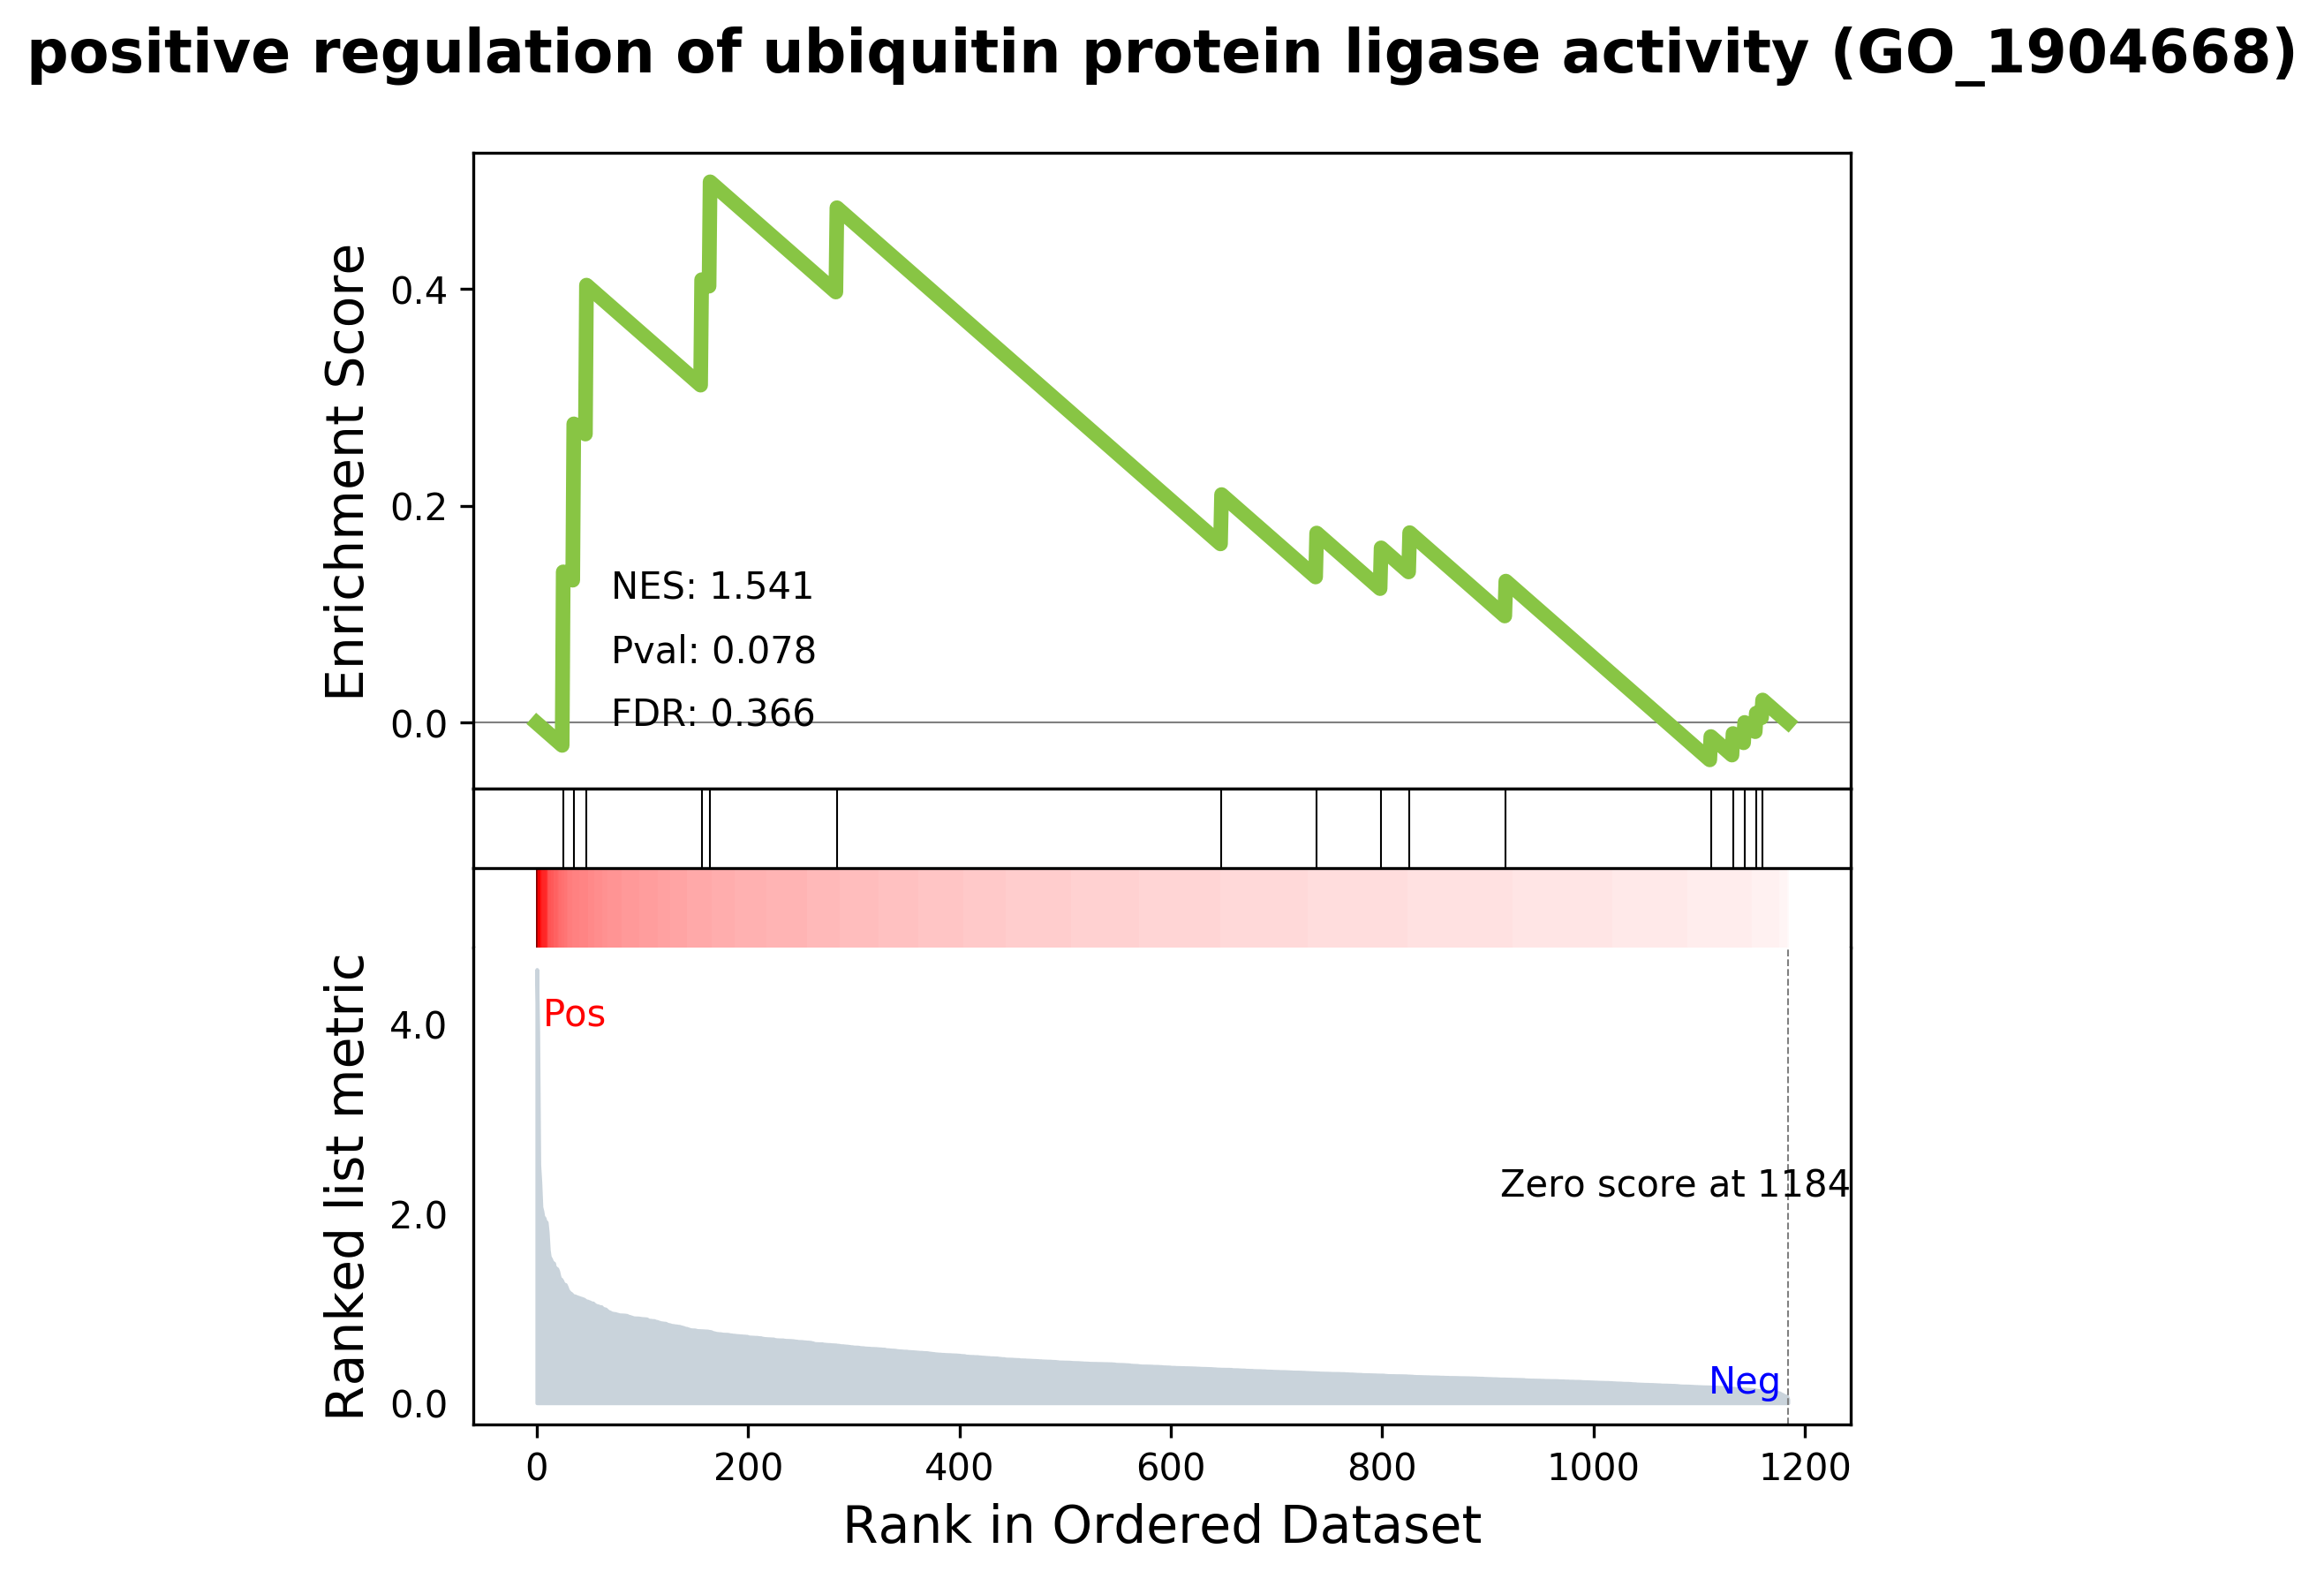 positive regulation of ubiquitin protein ligase activity (GO_1904668)
Enrichment Score
0.4
0.2
0.0
NES: 1.541
Pval: 0.078
FDR: 0.366
Ranked list metric
4.0
2.0
0.0
Pos
Zero score at 1184
Neg
0 200 400 600 800 1000 1200
Rank in Ordered Dataset